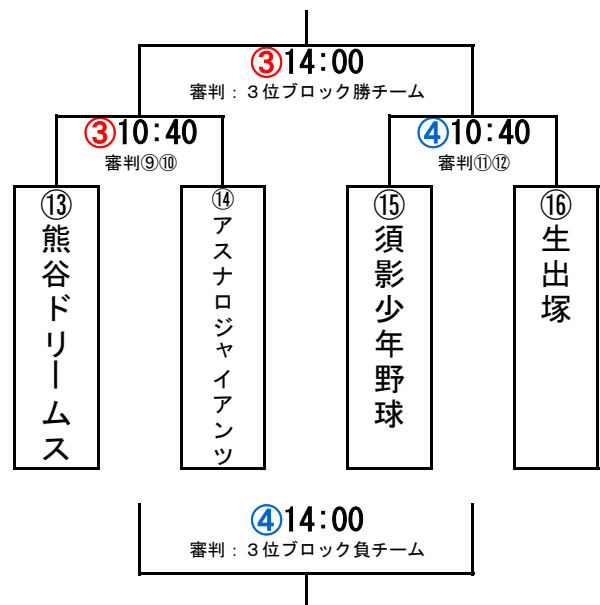 ③14:00
審判：３位ブロック勝チーム
③10:40
審判⑨⑩
④10:40
審判⑪⑫
⑬熊谷ドリームス
⑭アスナロジャイアンツ
⑮須影少年野球
⑯生出塚
④14:00
審判：３位ブロック負チーム